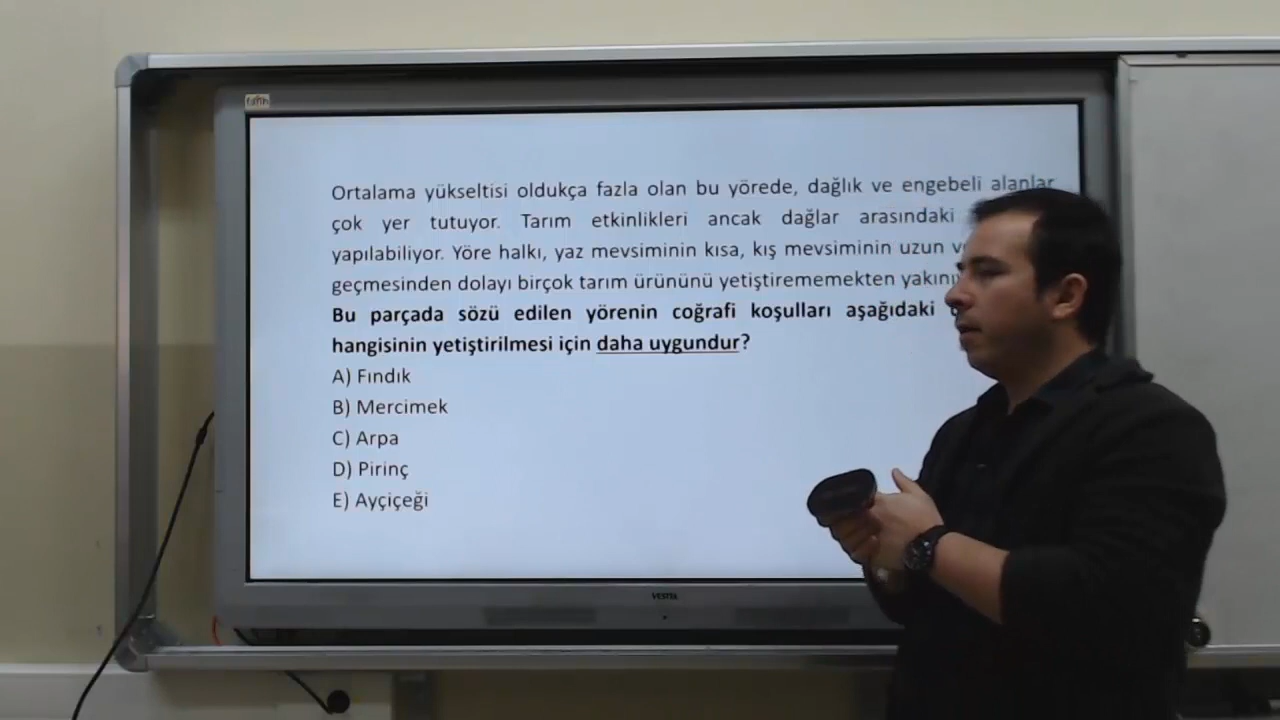 fatih
Ortalama yükseltisi oldukça fazla olan bu yörede, dağlık ve engebeli alanlar
çok yer tutuyor. Tarım etkinlikleri ancak dağlar arasındaki
yapılabiliyor. Yöre halkı, yaz mevsiminin kısa, kış mevsiminin uzun
geçmesinden dolayı birçok tarım ürününü yetiştirememekten
Bu parçada sözü edilen yörenin coğrafi koşulları aşağıdaki
hangisinin yetiştirilmesi için daha uygundur?
A) Fındık
B) Mercimek
C) Arpa
D) Pirinç
E) Ayçiçeği
VESTEL